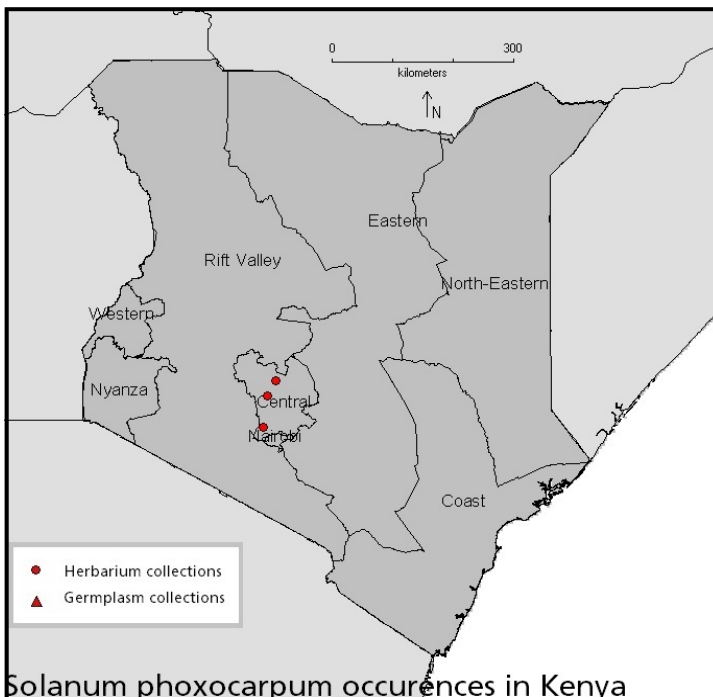 0 300
kilometers
N
Eastern
Rift Valley
North-Eastern
Western
Nyanza
Central
Nairobi
Coast
Herbarium collections
Germplasm collections
Solanum phoxocarpum occurences in Kenya